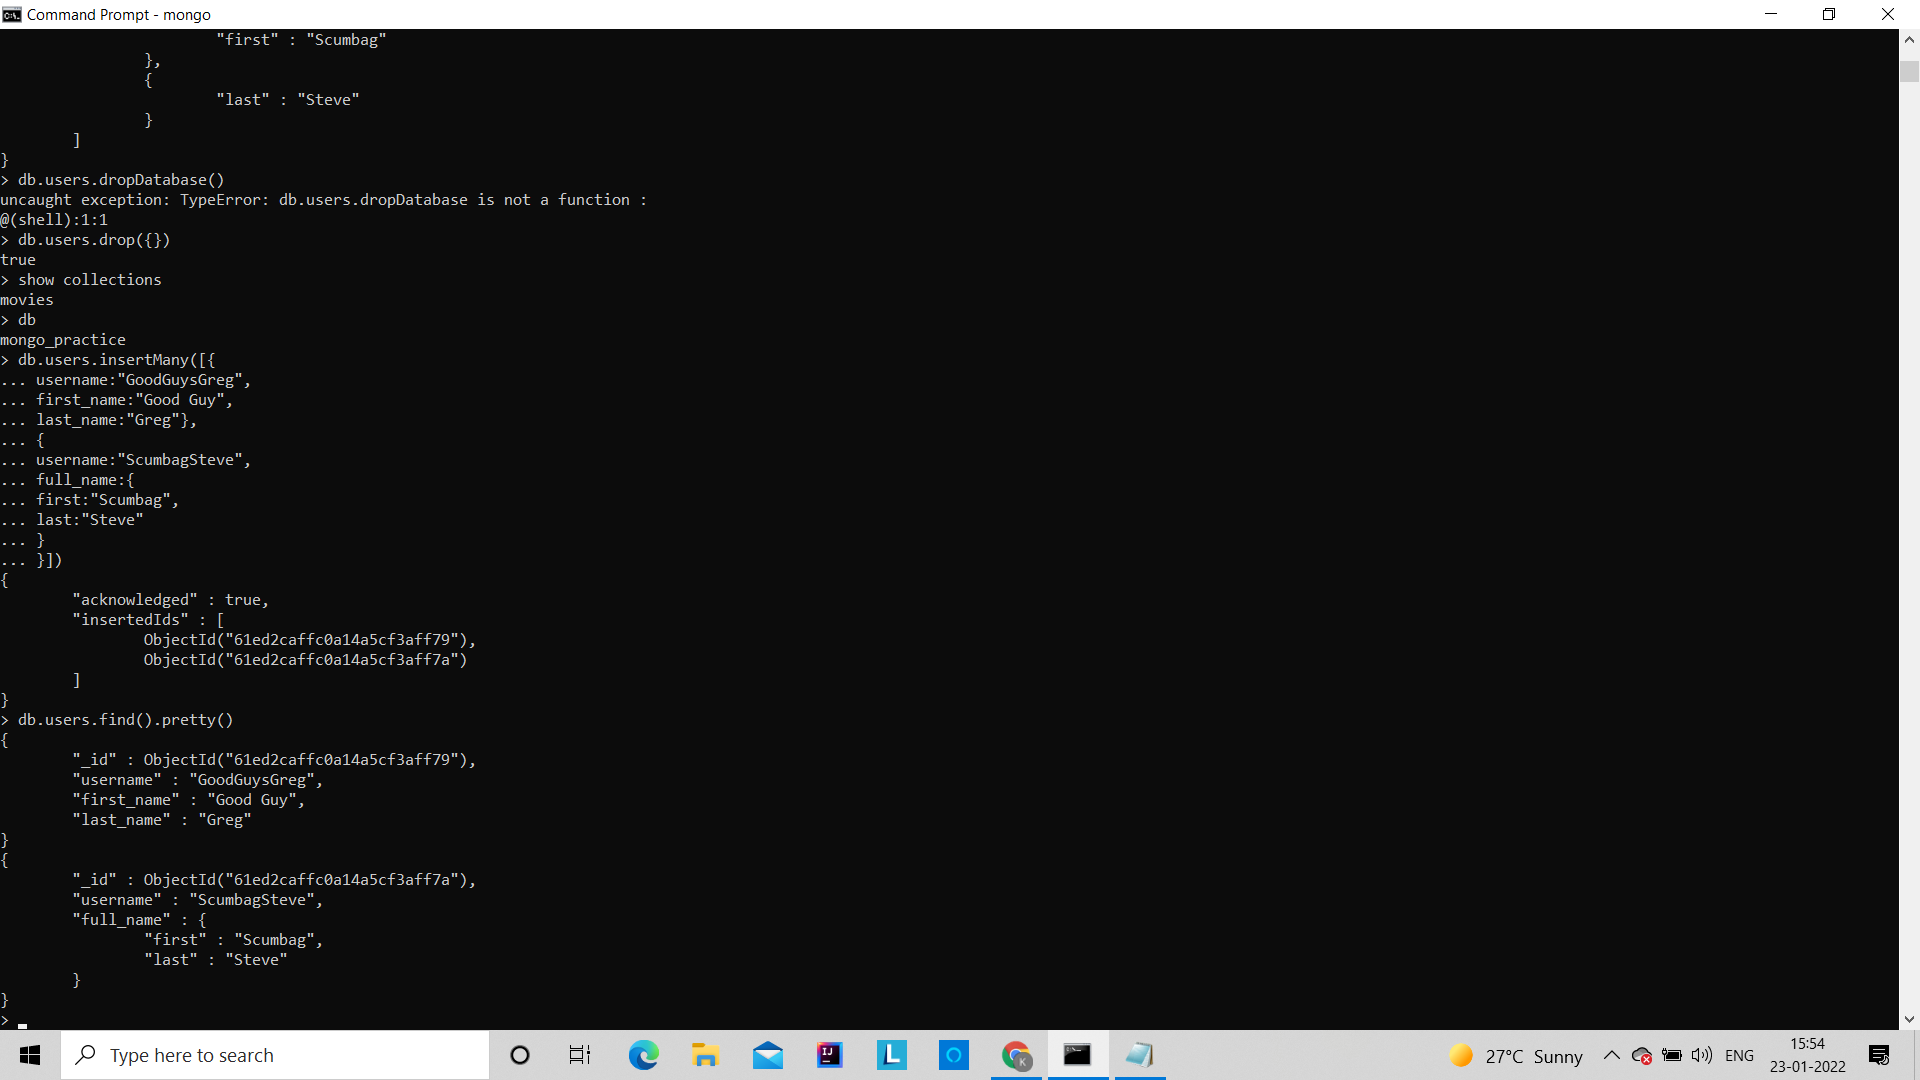 Command Prompt - mongo
"first" : "Scumbag"
},
{
"last" : "Steve"
}
]
}
> db.users.dropDatabase()
uncaught exception: TypeError: db.users.dropDatabase is not a function :
@(shell):1:1
> db.users.drop({})
true
> show collections
movies
> db
mongo_practice
> db.users.insertMany([{
... username:"GoodGuysGreg",
... first_name:"Good Guy",
... last_name:"Greg"},
... {
... username:"ScumbagSteve",
... full_name:{
... first:"Scumbag",
... last:"Steve"
... }
... }])
{
"acknowledged" : true,
"insertedIds" : [
ObjectId("61ed2caffc0a14a5cf3aff79"),
ObjectId("61ed2caffc0a14a5cf3aff7a")
]
}
> db.users.find().pretty()
{
"_id" : ObjectId("61ed2caffc0a14a5cf3aff79"),
"username" : "GoodGuysGreg",
"first_name" : "Good Guy",
"last_name" : "Greg"
}
{
"_id" : ObjectId("61ed2caffc0a14a5cf3aff7a"),
"username" : "ScumbagSteve",
"full_name" : {
"first" : "Scumbag",
"last" : "Steve"
}
}
>
Type here to search
27°C Sunny
ENG
15:54
23-01-2022